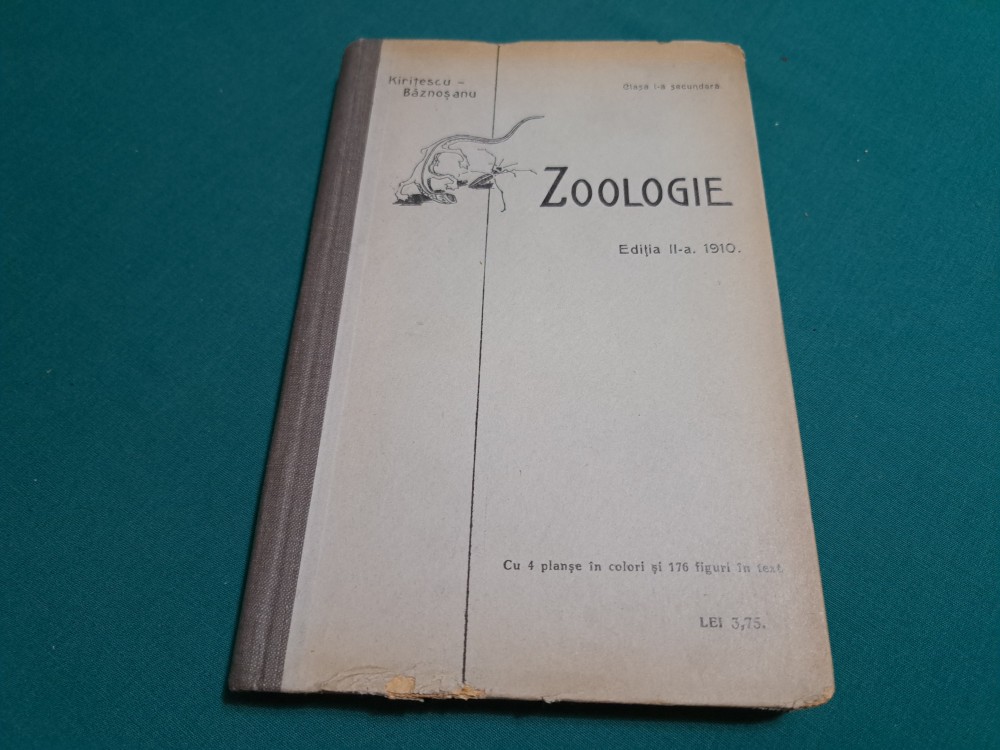 Kirițescu –
Băznoșanu
Clasa I-a secundară
ZOOLOGIE
Ediția II-a. 1910.
Cu 4 planșe în colori și 176 figuri în text
LEI 3,75.